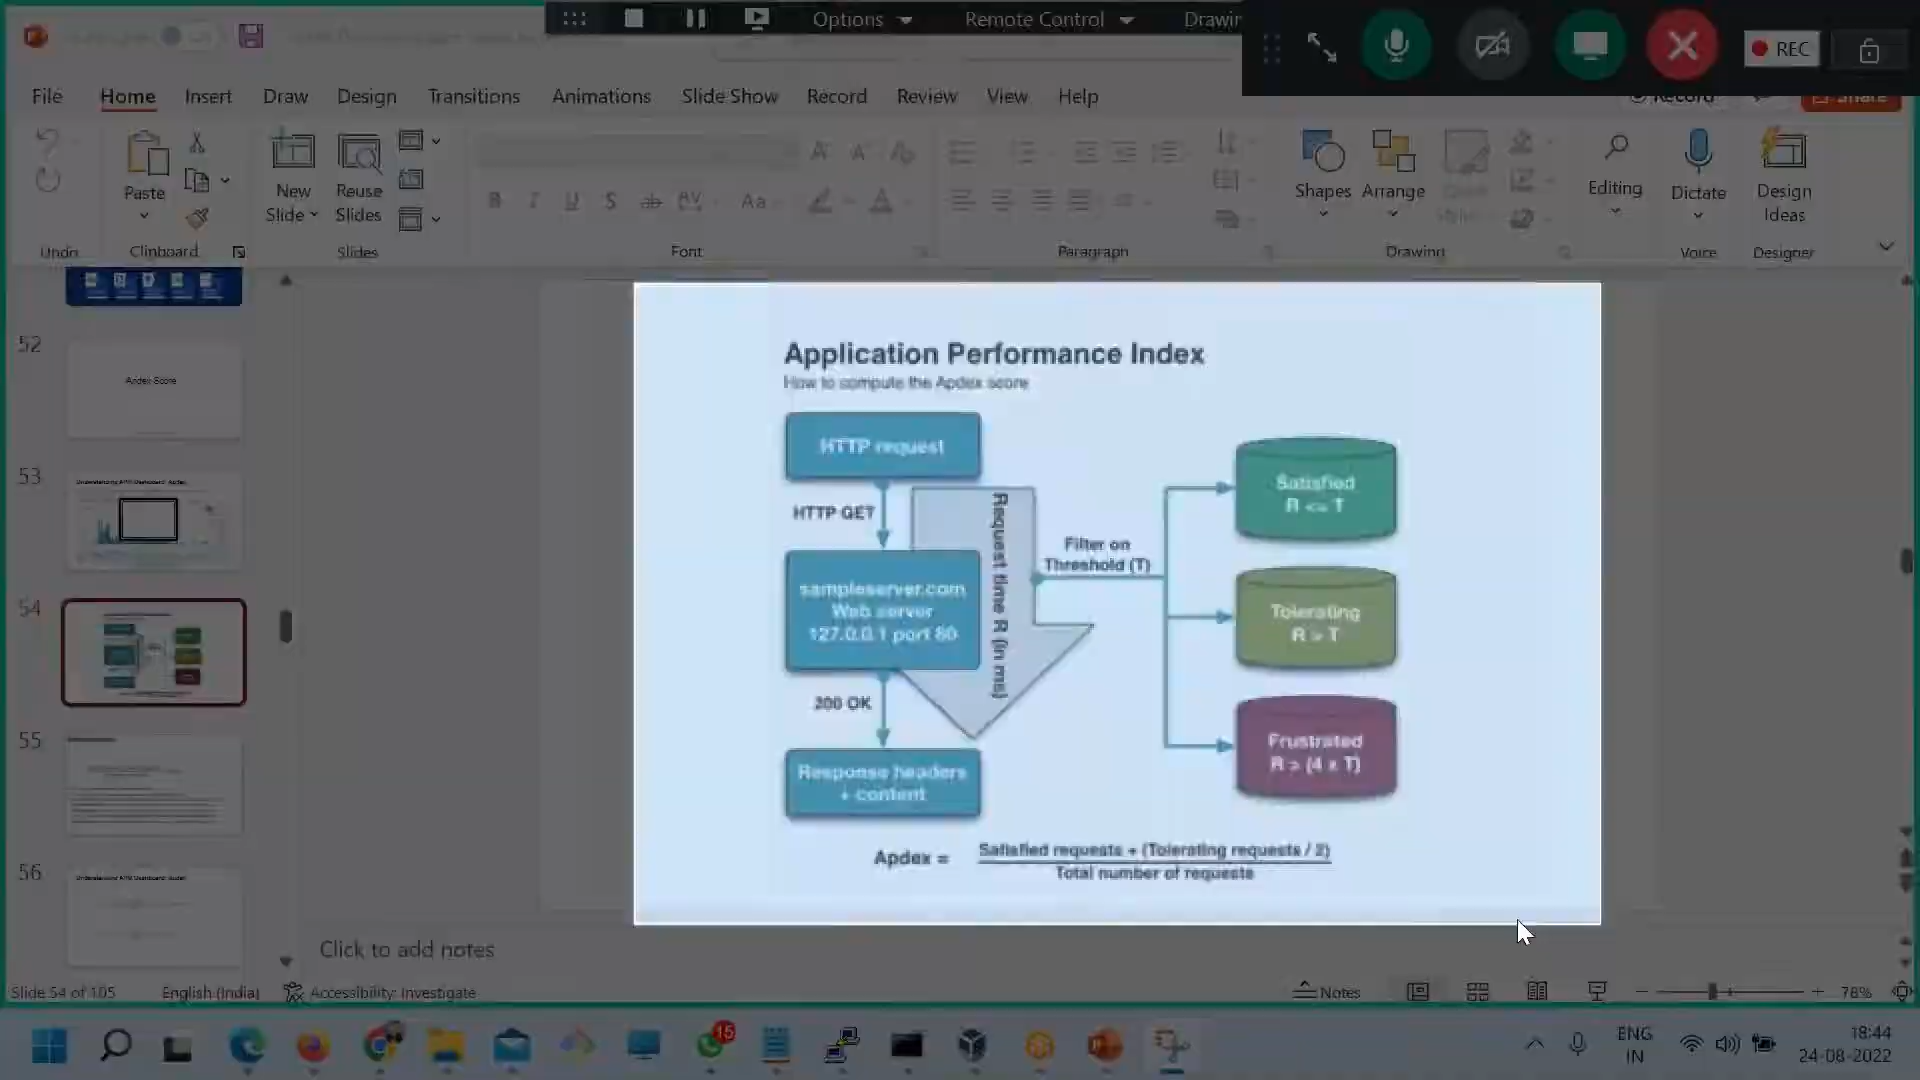 Options
Remote Control
REC
File
Home
Insert
Draw
Design
Transitions
Animations
Slide Show
Record
Review
View
Help
Record
Share
Paste
New
Slide
Reuse
Slides
Shapes
Arrange
Editing
Dictate
Design
Ideas
Undo
Clipboard
Slides
Font
Paragraph
Drawing
Voice
Designer
52
Apdex Score
53
54
55
56
Application Performance Index
How to compute the Apdex score
HTTP request
HTTP GET
sampleserver.com
Web server
127.0.0.1 port 80
200 OK
Response headers
+ content
Request time R (in ms)
Filter on
Threshold (T)
Satisfied
R <= T
Tolerating
R > T
Frustrated
R > (4 x T)
Apdex =
Satisfied requests + (Tolerating requests / 2)
Total number of requests
Click to add notes
Slide 54 of 105
English (India)
Accessibility: Investigate
Notes
78%
15
ENG
IN
18:44
24-08-2022